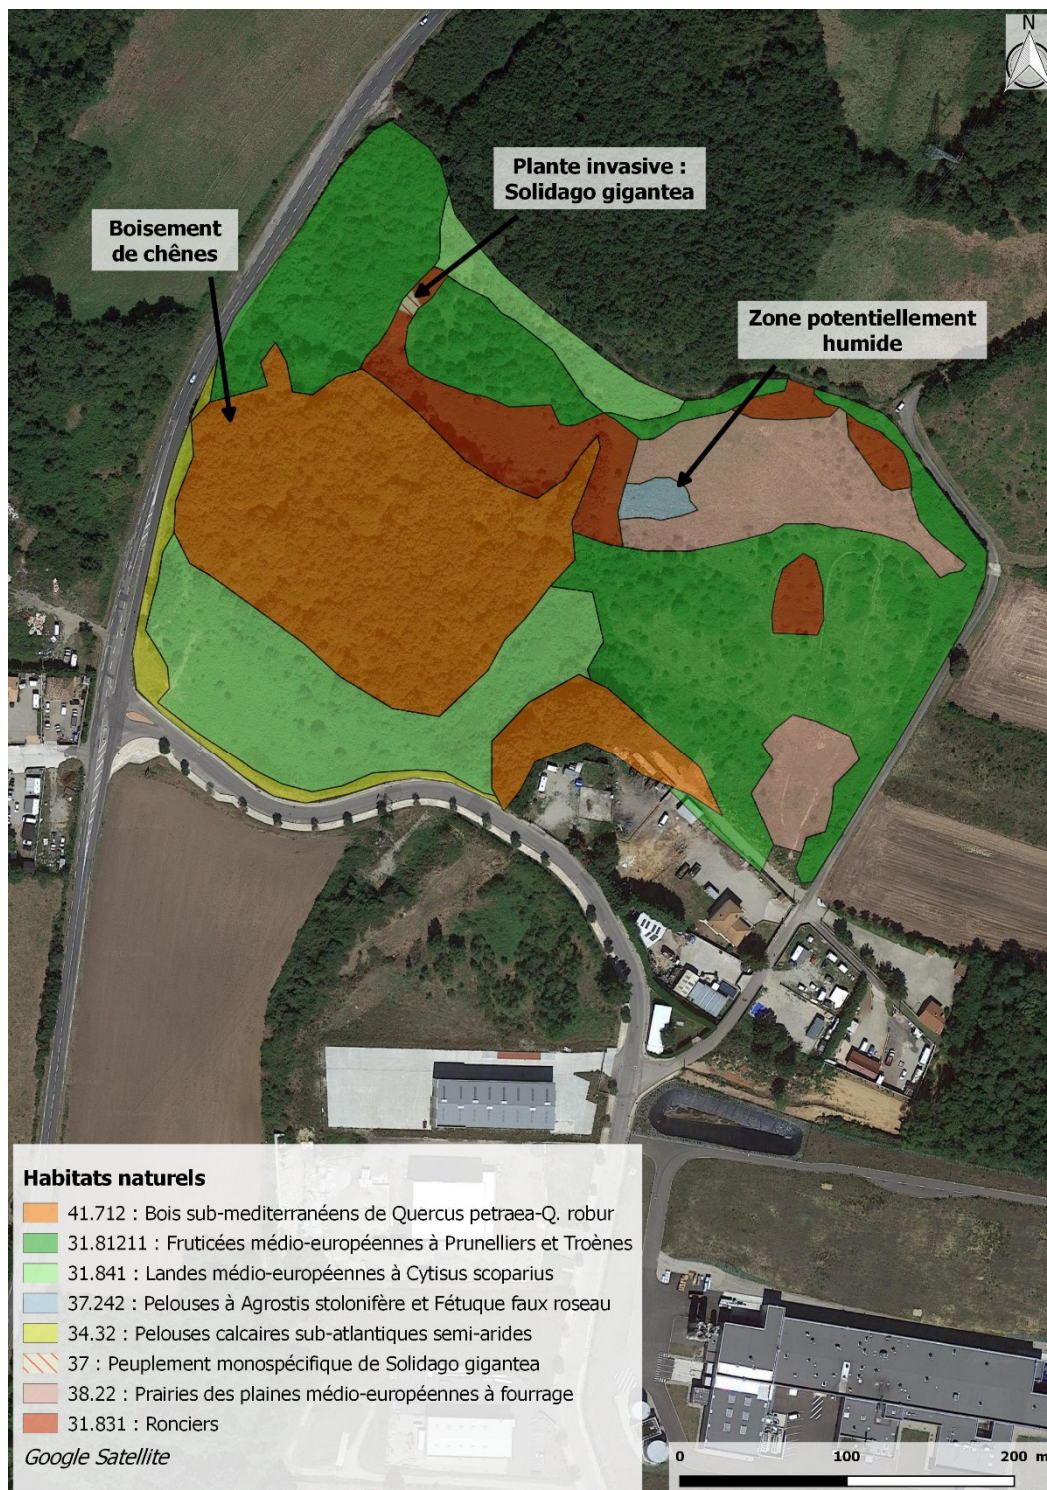 N
Plante invasive :
Solidago gigantea
Boisement
de chênes
Zone potentiellement
humide
Habitats naturels
41.712 : Bois sub-mediterranéens de Quercus petraea-Q. robur
31.81211 : Fruticées médio-européennes à Prunelliers et Troènes
31.841 : Landes médio-européennes à Cytisus scoparius
37.242 : Pelouses à Agrostis stolonifère et Fétuque faux roseau
34.32 : Pelouses calcaires sub-atlantiques semi-arides
37 : Peuplement monospécifique de Solidago gigantea
38.22 : Prairies des plaines médio-européennes à fourrage
31.831 : Ronciers
Google Satellite
0 100 200 m